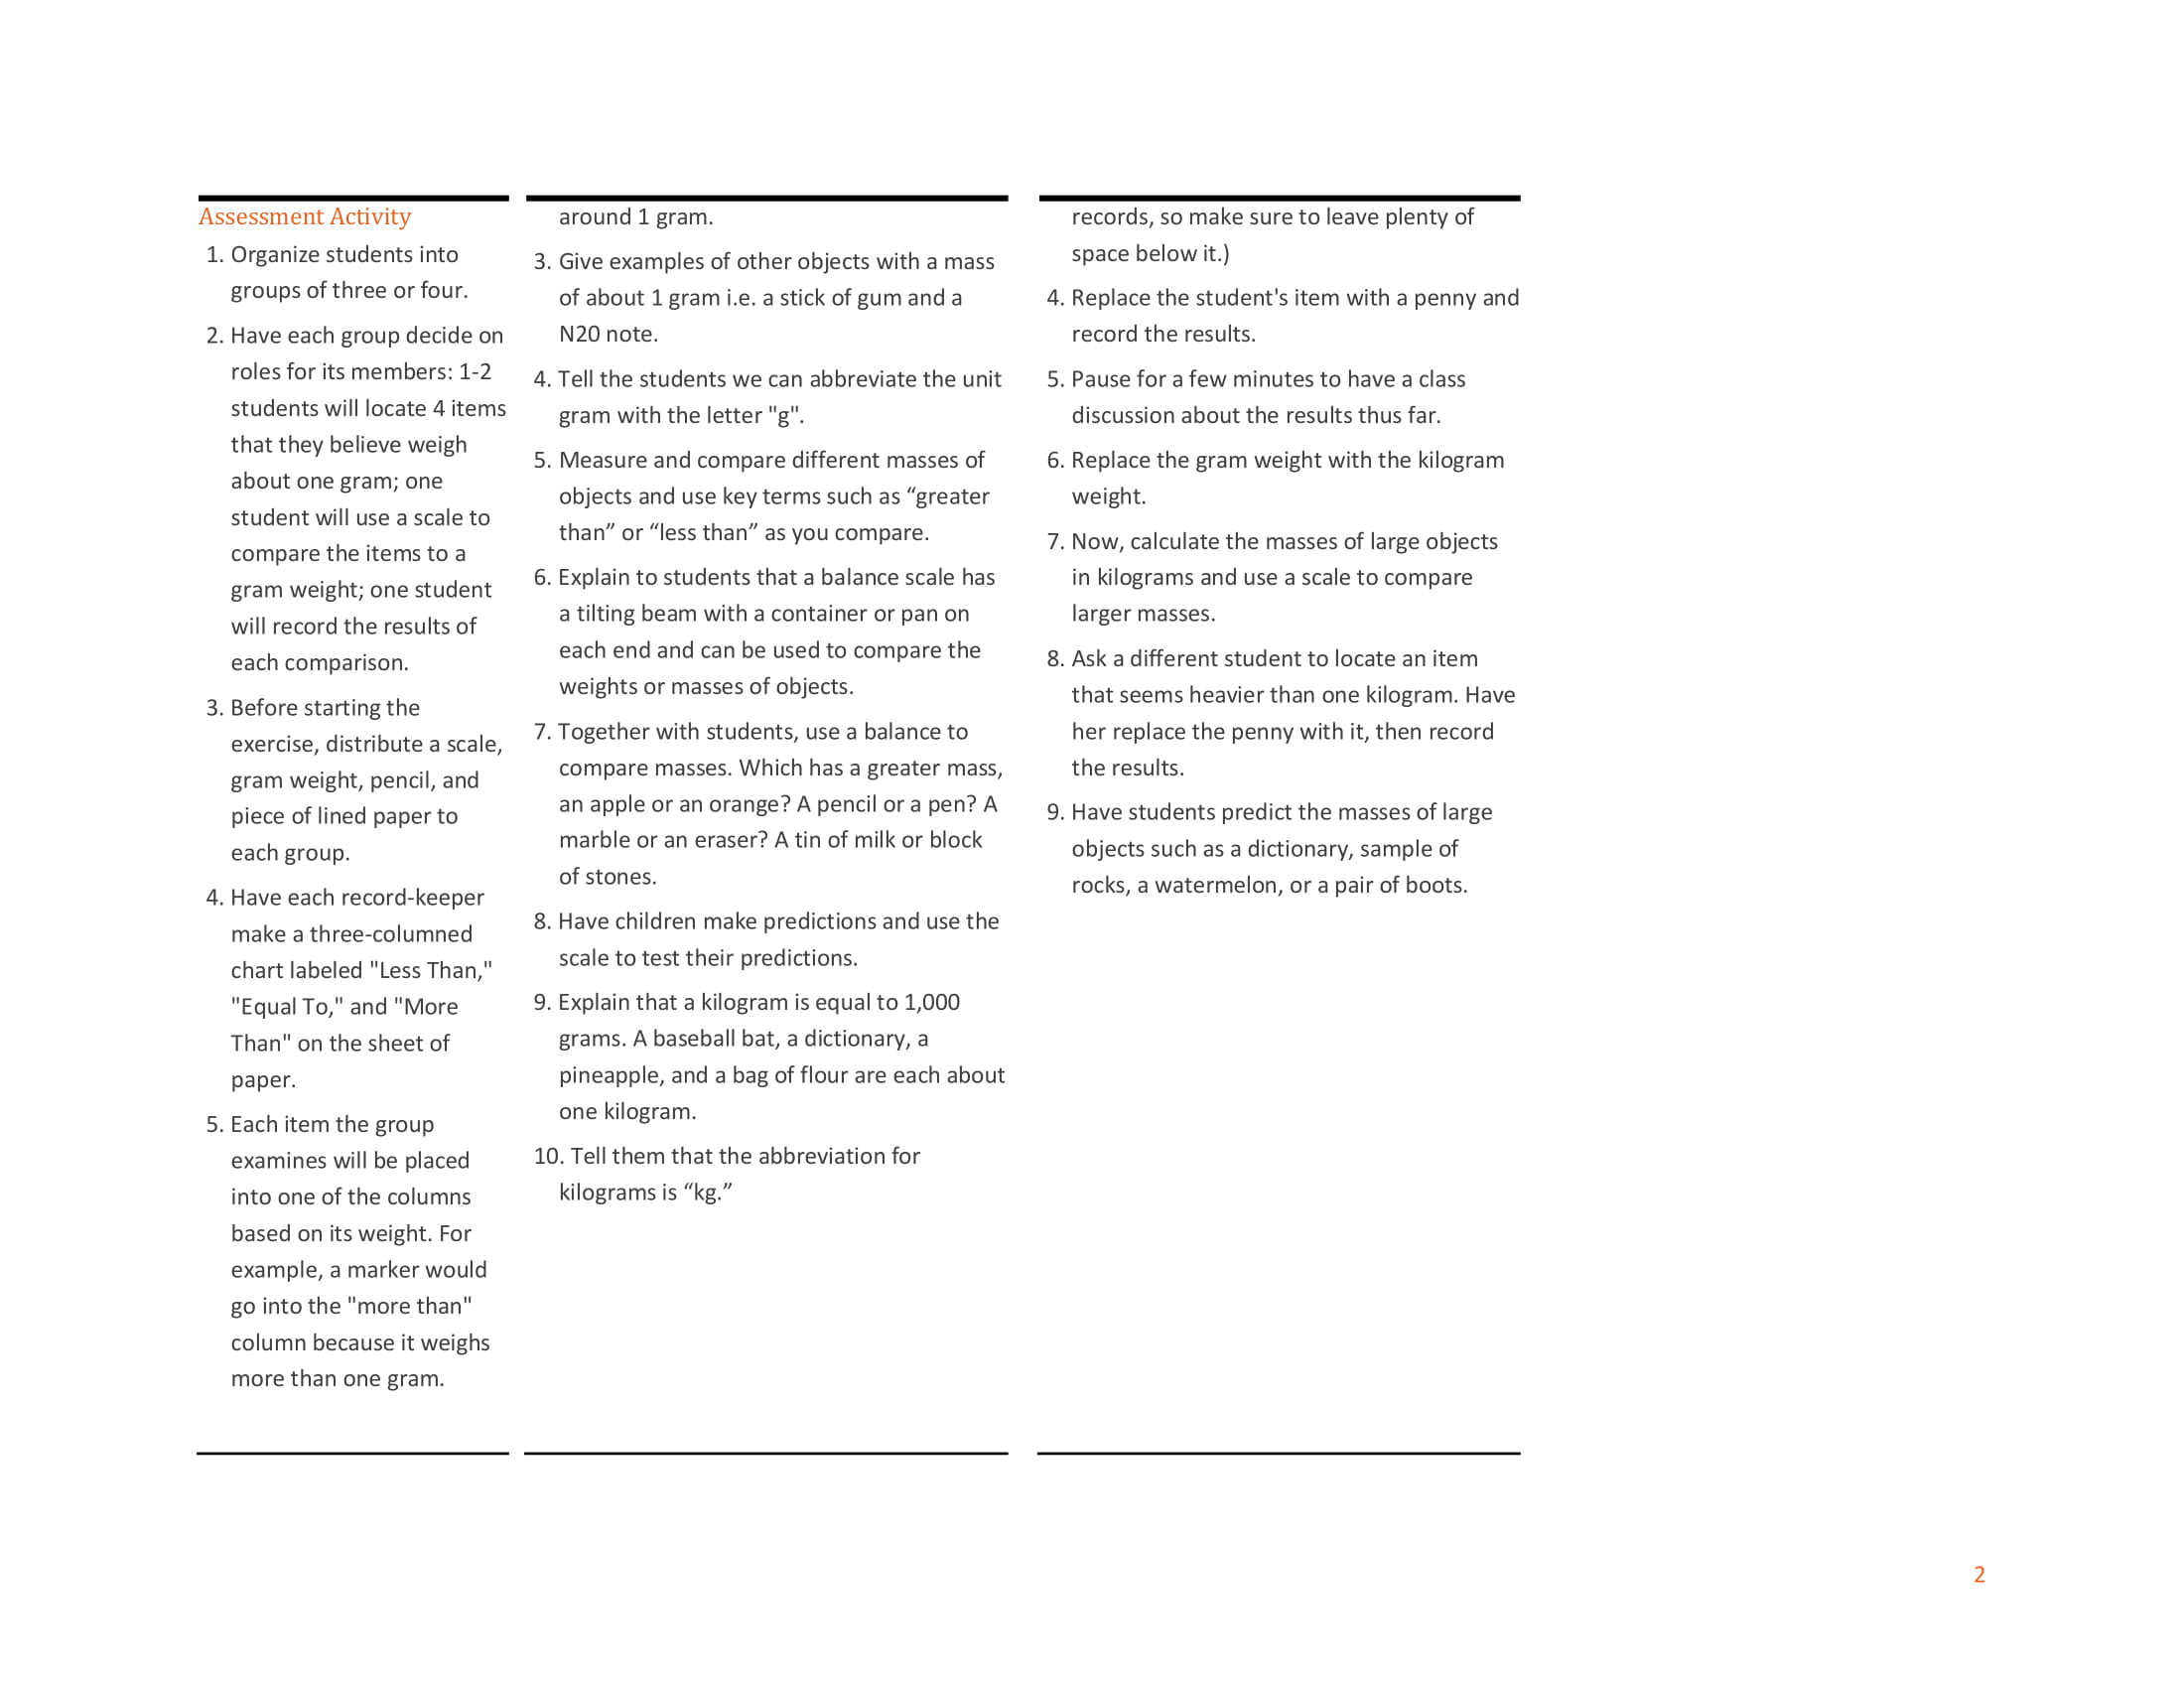 Assessment Activity
1. Organize students into
groups of three or four.
2. Have each group decide on
roles for its members: 1-2
students will locate 4 items
that they believe weigh
about one gram; one
student will use a scale to
compare the items to a
gram weight; one student
will record the results of
each comparison.
3. Before starting the
exercise, distribute a scale,
gram weight, pencil, and
piece of lined paper to
each group.
4. Have each record-keeper
make a three-columned
chart labeled "Less Than,"
"Equal To," and "More
Than" on the sheet of
paper.
5. Each item the group
examines will be placed
into one of the columns
based on its weight. For
example, a marker would
go into the "more than"
column because it weighs
more than one gram.
around 1 gram.
3. Give examples of other objects with a mass
of about 1 gram i.e. a stick of gum and a
N20 note.
4. Tell the students we can abbreviate the unit
gram with the letter "g".
5. Measure and compare different masses of
objects and use key terms such as “greater
than” or “less than” as you compare.
6. Explain to students that a balance scale has
a tilting beam with a container or pan on
each end and can be used to compare the
weights or masses of objects.
7. Together with students, use a balance to
compare masses. Which has a greater mass,
an apple or an orange? A pencil or a pen? A
marble or an eraser? A tin of milk or block
of stones.
8. Have children make predictions and use the
scale to test their predictions.
9. Explain that a kilogram is equal to 1,000
grams. A baseball bat, a dictionary, a
pineapple, and a bag of flour are each about
one kilogram.
10. Tell them that the abbreviation for
kilograms is “kg.”
records, so make sure to leave plenty of
space below it.)
4. Replace the student's item with a penny and
record the results.
5. Pause for a few minutes to have a class
discussion about the results thus far.
6. Replace the gram weight with the kilogram
weight.
7. Now, calculate the masses of large objects
in kilograms and use a scale to compare
larger masses.
8. Ask a different student to locate an item
that seems heavier than one kilogram. Have
her replace the penny with it, then record
the results.
9. Have students predict the masses of large
objects such as a dictionary, sample of
rocks, a watermelon, or a pair of boots.
2